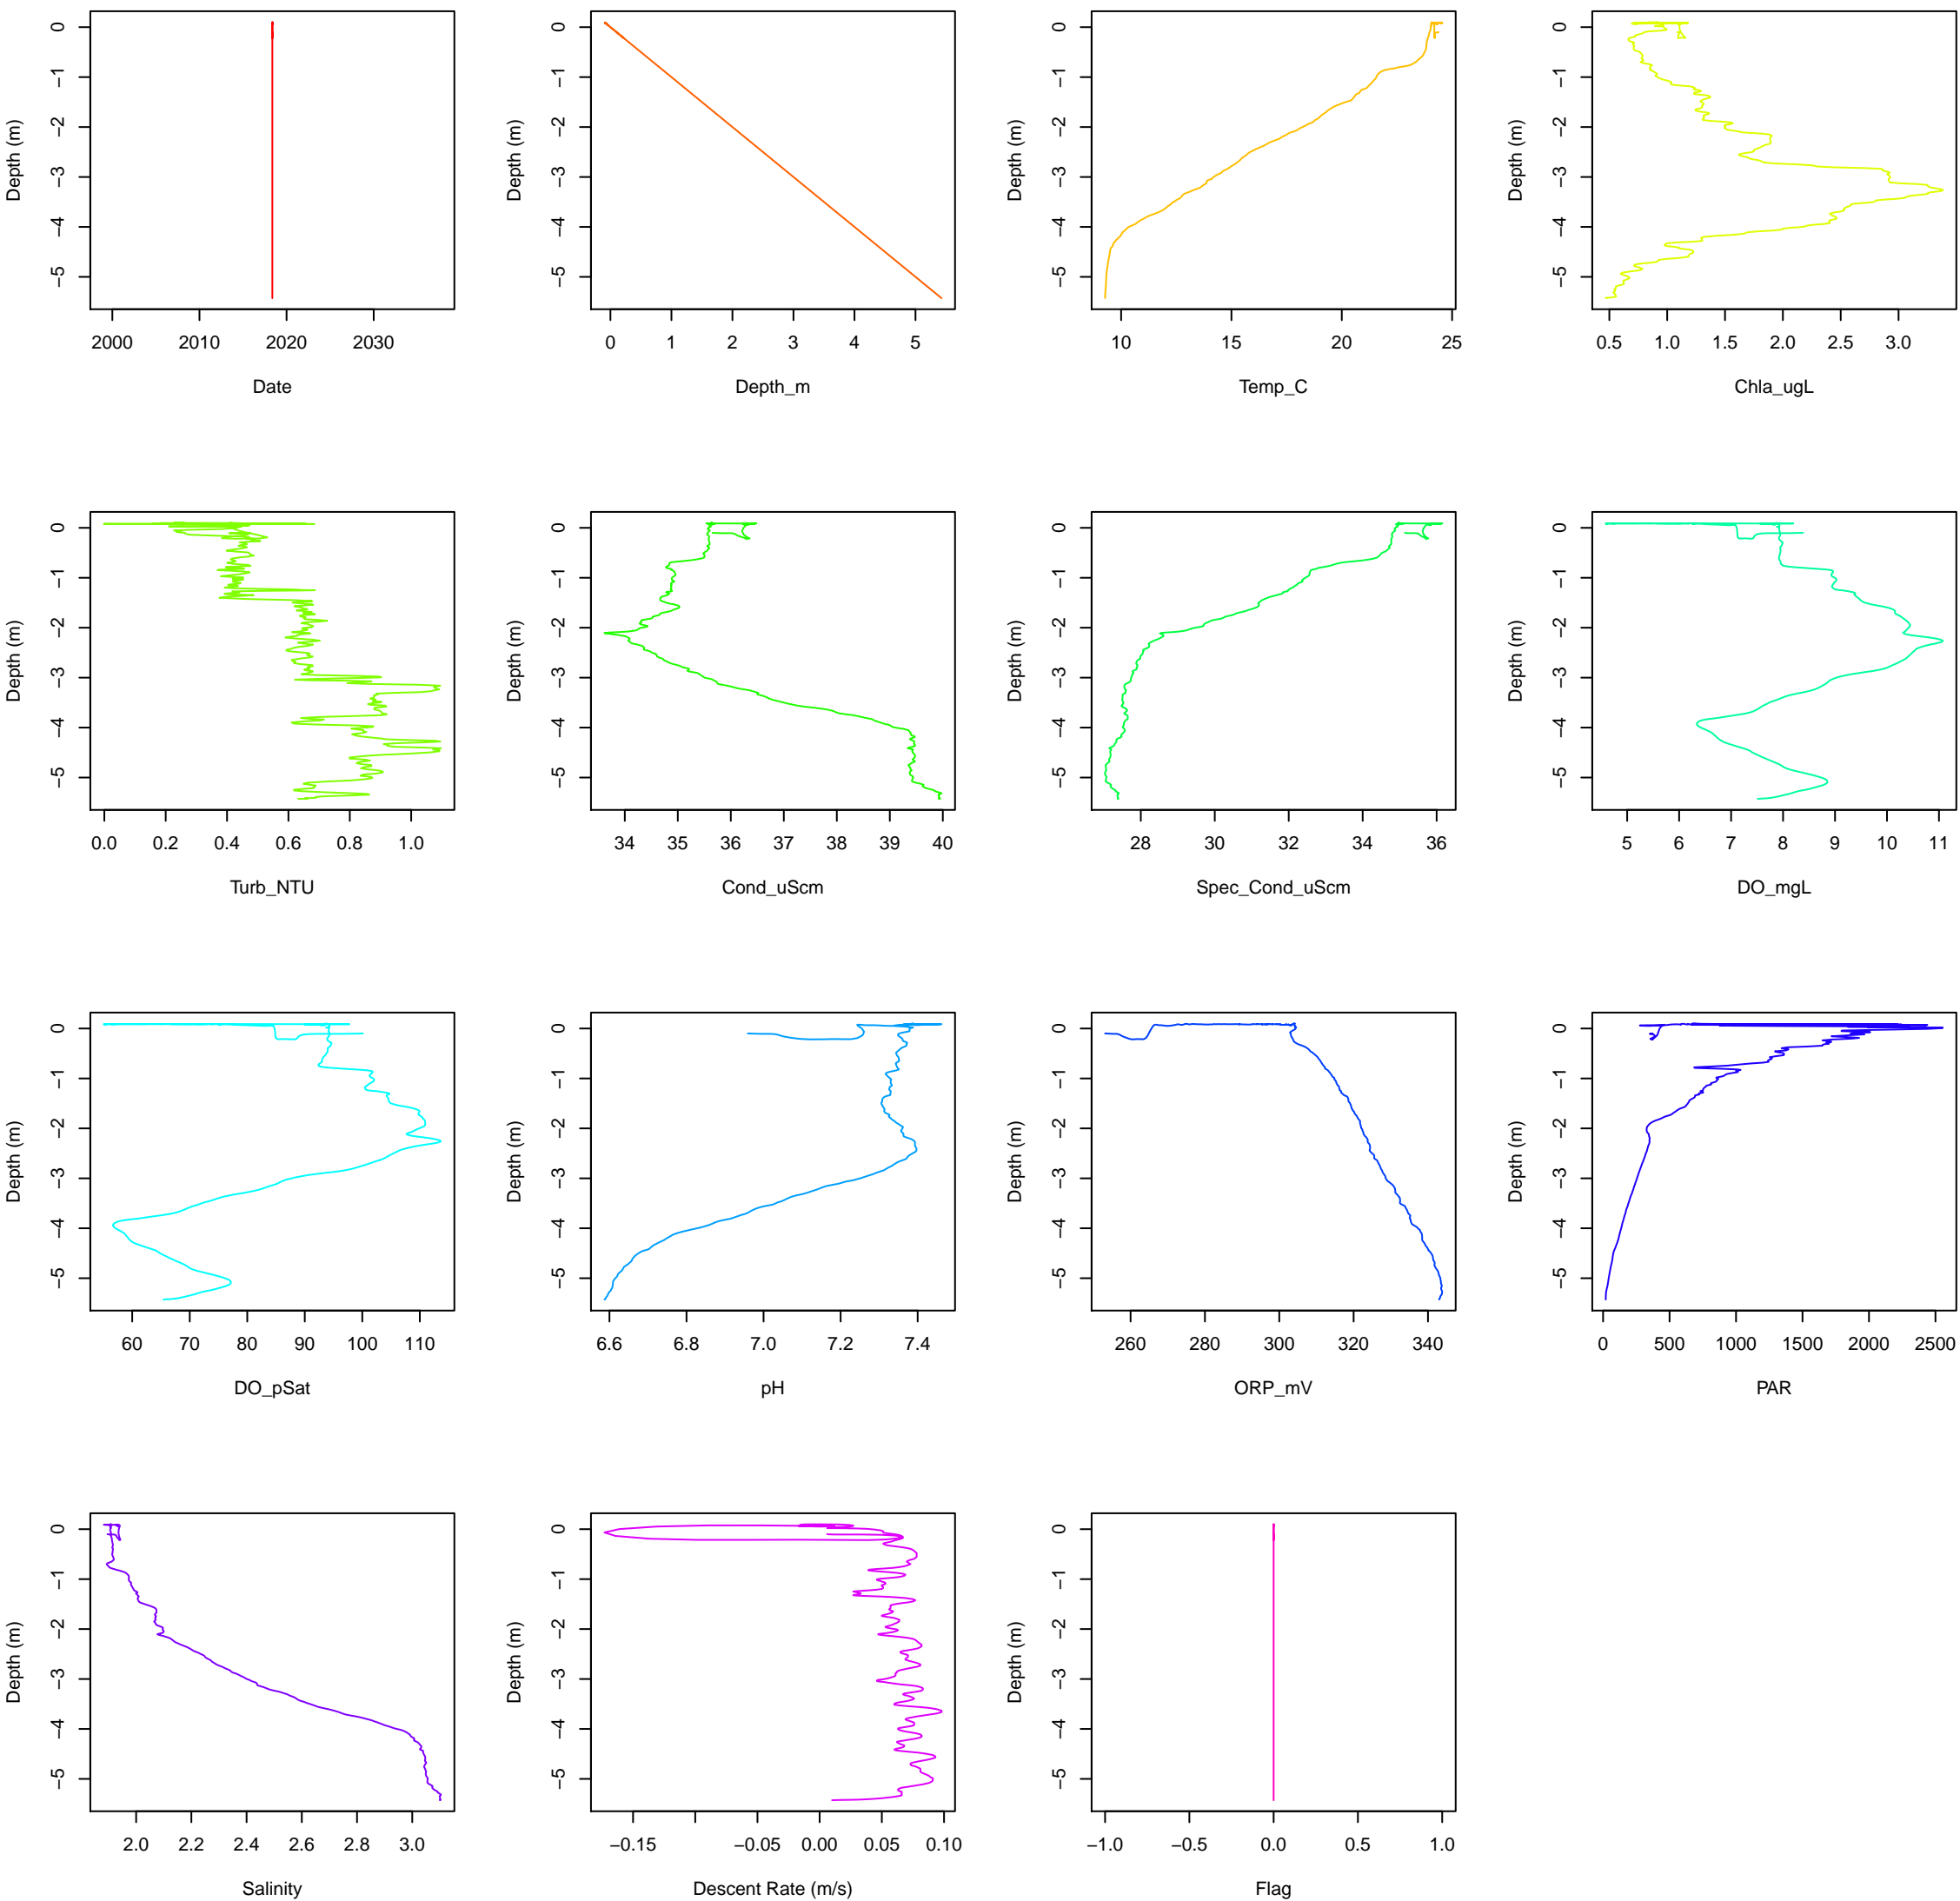 Depth (m)
0
−1
−2
−3
−4
−5
2000 2010 2020 2030
Date
Depth (m)
0
−1
−2
−3
−4
−5
0 1 2 3 4 5
Depth_m
Depth (m)
0
−1
−2
−3
−4
−5
10 15 20 25
Temp_C
Depth (m)
0
−1
−2
−3
−4
−5
0.5 1.0 1.5 2.0 2.5 3.0
Chla_ugL
Depth (m)
0
−1
−2
−3
−4
−5
0.0 0.2 0.4 0.6 0.8 1.0
Turb_NTU
Depth (m)
0
−1
−2
−3
−4
−5
34 35 36 37 38 39 40
Cond_uScm
Depth (m)
0
−1
−2
−3
−4
−5
28 30 32 34 36
Spec_Cond_uScm
Depth (m)
0
−1
−2
−3
−4
−5
5 6 7 8 9 10 11
DO_mgL
Depth (m)
0
−1
−2
−3
−4
−5
60 70 80 90 100 110
DO_pSat
Depth (m)
0
−1
−2
−3
−4
−5
6.6 6.8 7.0 7.2 7.4
pH
Depth (m)
0
−1
−2
−3
−4
−5
260 280 300 320 340
ORP_mV
Depth (m)
0
−1
−2
−3
−4
−5
0 500 1000 1500 2000 2500
PAR
Depth (m)
0
−1
−2
−3
−4
−5
2.0 2.2 2.4 2.6 2.8 3.0
Salinity
Depth (m)
0
−1
−2
−3
−4
−5
−0.15 −0.05 0.00 0.05 0.10
Descent Rate (m/s)
Depth (m)
0
−1
−2
−3
−4
−5
−1.0 −0.5 0.0 0.5 1.0
Flag